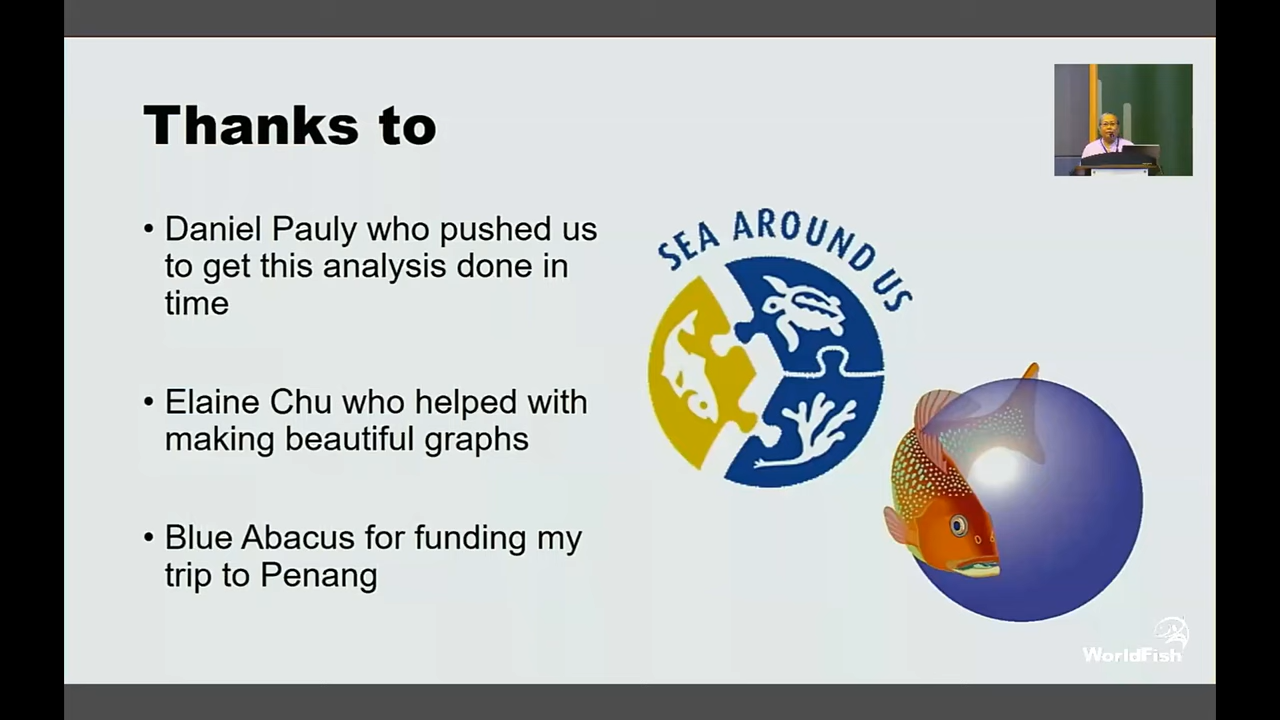 Thanks to
• Daniel Pauly who pushed us
to get this analysis done in
time
• Elaine Chu who helped with
making beautiful graphs
• Blue Abacus for funding my
trip to Penang
SEA AROUND US
WorldFish